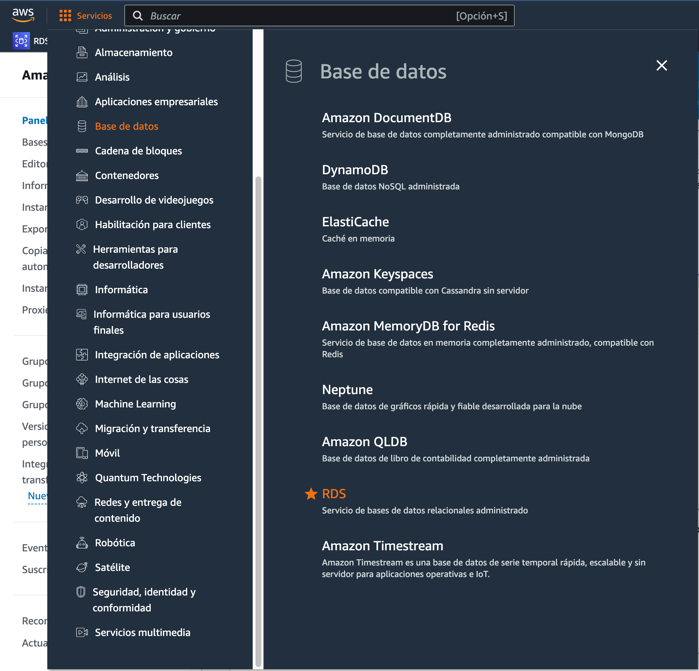 aws
Servicios
Buscar
[Opción+S]
RDS
Ama
Panel
Bases
Editor
Inform
Instan
Expor
Copia
auton
Instan
Proxie
Grupo
Grupo
Grupo
Versio
perso
Integ
transf
Nuev
Event
Suscr
Recor
Actua
Administración y gobierno
Almacenamiento
Análisis
Aplicaciones empresariales
Base de datos
Cadena de bloques
Contenedores
Desarrollo de videojuegos
Habilitación para clientes
Herramientas para
desarrolladores
Informática
Informática para usuarios
finales
Integración de aplicaciones
Internet de las cosas
Machine Learning
Migración y transferencia
Móvil
Quantum Technologies
Redes y entrega de
contenido
Robótica
Satélite
Seguridad, identidad y
conformidad
Servicios multimedia
Base de datos
Amazon DocumentDB
Servicio de base de datos completamente administrado compatible con MongoDB
DynamoDB
Base de datos NoSQL administrada
ElastiCache
Caché en memoria
Amazon Keyspaces
Base de datos compatible con Cassandra sin servidor
Amazon MemoryDB for Redis
Servicio de base de datos en memoria completamente administrado, compatible con
Redis
Neptune
Base de datos de gráficos rápida y fiable desarrollada para la nube
Amazon QLDB
Base de datos de libro de contabilidad completamente administrada
RDS
Servicio de bases de datos relacionales administrado
Amazon Timestream
Amazon Timestream es una base de datos de serie temporal rápida, escalable y sin
servidor para aplicaciones operativas e IoT.